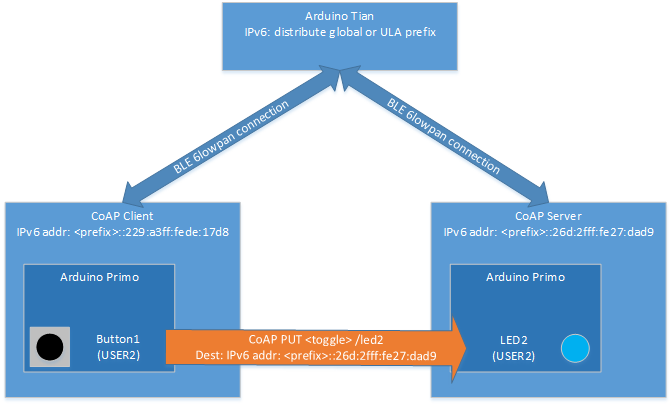 Arduino Tian
IPv6: distribute global or ULA prefix
BLE 6lowpan connection
BLE 6lowpan connection
CoAP Client
IPv6 addr: <prefix>::229:a3ff:fede:17d8
Arduino Primo
Button1
(USER2)
CoAP PUT <toggle> /led2
Dest: IPv6 addr: <prefix>::26d:2fff:fe27:dad9
CoAP Server
IPv6 addr: <prefix>::26d:2fff:fe27:dad9
Arduino Primo
LED2
(USER2)